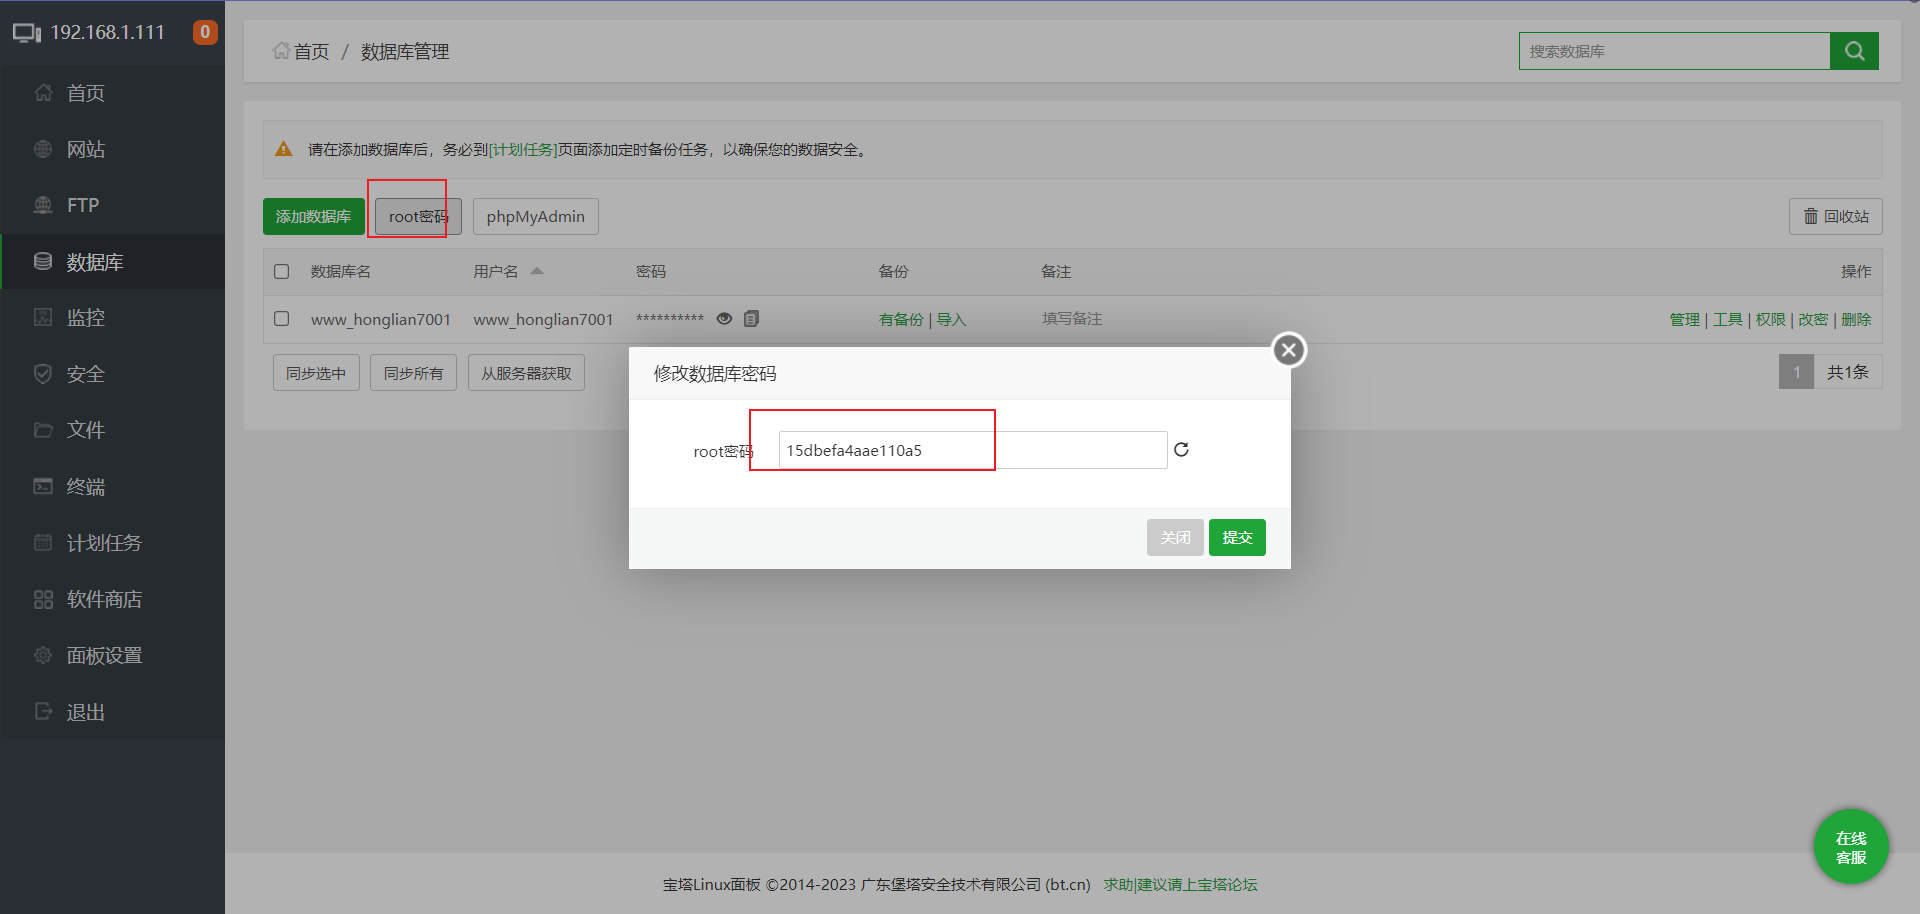 192.168.1.111 0
首页
网站
FTP
数据库
监控
安全
文件
终端
计划任务
软件商店
面板设置
退出
首页 / 数据库管理
搜索数据库
请在添加数据库后，务必到[计划任务]页面添加定时备份任务，以确保您的数据安全。
添加数据库 root密码 phpMyAdmin 回收站
数据库名 用户名 密码 备份 备注 操作
www_honglian7001 www_honglian7001 ********** 有备份 | 导入 填写备注 管理 | 工具 | 权限 | 改密 | 删除
同步选中 同步所有 从服务器获取 1 共1条
修改数据库密码
root密码 15dbefa4aae110a5
关闭 提交
在线
客服
宝塔Linux面板 ©2014-2023 广东堡塔安全技术有限公司 (bt.cn) 求助|建议请上宝塔论坛